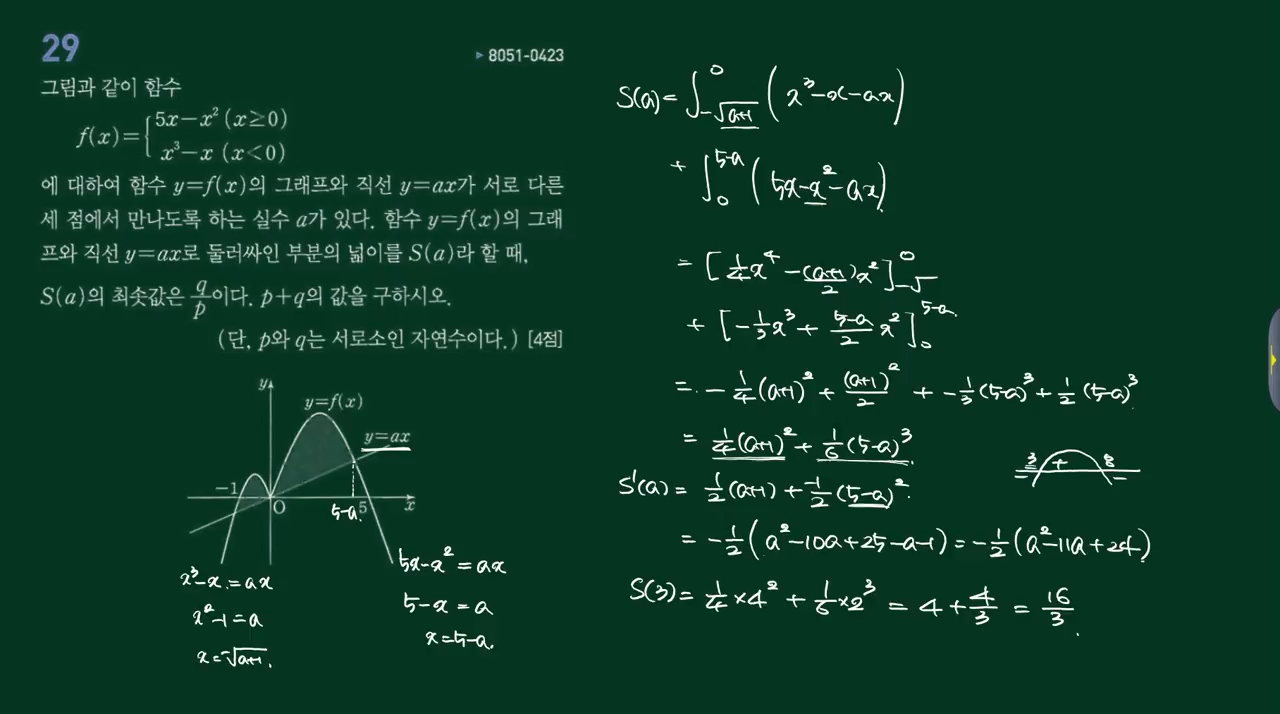 29
▶ 8051-0423
그림과 같이 함수
f(x)={5x-x² (x≥0)
x³-x (x<0)
에 대하여 함수 y=f(x)의 그래프와 직선 y=ax가 서로 다른
세 점에서 만나도록 하는 실수 a가 있다. 함수 y=f(x)의 그래
프와 직선 y=ax로 둘러싸인 부분의 넓이를 S(a)라 할 때,
S(a)의 최솟값은 q/p이다. p+q의 값을 구하시오.
(단, p와 q는 서로소인 자연수이다.) [4점]
y
y=f(x)
y=ax
-1
O
5-a
5
x
x³-x=ax
x²-1=a
x=-√(a+1).
5x-x²=ax
5-x=a
x=5-a.
S(a)=∫_{-√(a+1)}^{0} (x³-x-ax)
+ ∫_{0}^{5-a} (5x-x²-ax)
= [1/4x⁴-(a+1)/2x²]_{-√}^{0}
+ [-1/3x³+(5-a)/2x²]_{0}^{5-a}
= -1/4(a+1)²+(a+1)²/2+-1/3(5-a)³+1/2(5-a)³
= 1/4(a+1)²+1/6(5-a)³
3 + 8
- -
S'(a)= 1/2(a+1)+-1/2(5-a)²
= -1/2(a²-10a+25-a-1)=-1/2(a²-11a+24)
S(3)=1/4×4²+1/6×2³=4+4/3=16/3.